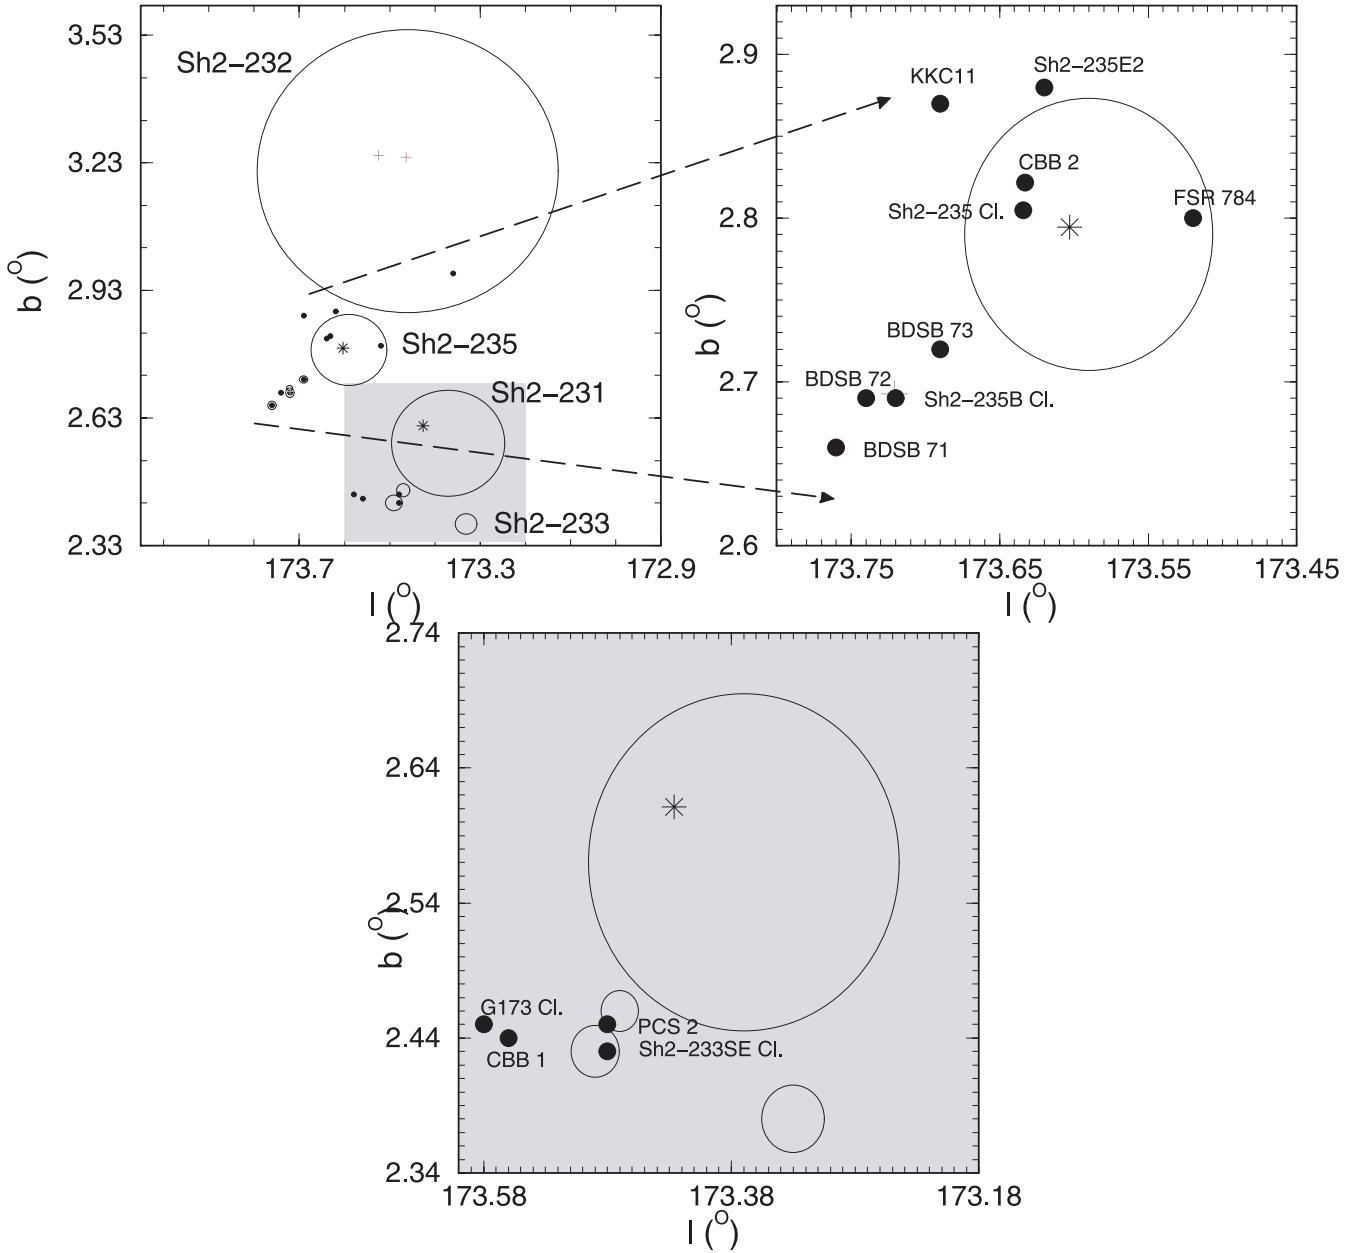 3.53
3.23
2.93
2.63
2.33
b (O)
Sh2−232
Sh2−235
Sh2−231
Sh2−233
173.7
173.3
172.9
l (O)
2.9
2.8
2.7
2.6
b (O)
KKC11
Sh2−235E2
CBB 2
Sh2−235 Cl.
FSR 784
BDSB 73
BDSB 72
Sh2−235B Cl.
BDSB 71
173.75
173.65
173.55
173.45
l (O)
2.74
2.64
2.54
2.44
2.34
b (O)
G173 Cl.
CBB 1
PCS 2
Sh2−233SE Cl.
173.58
173.38
173.18
l (O)